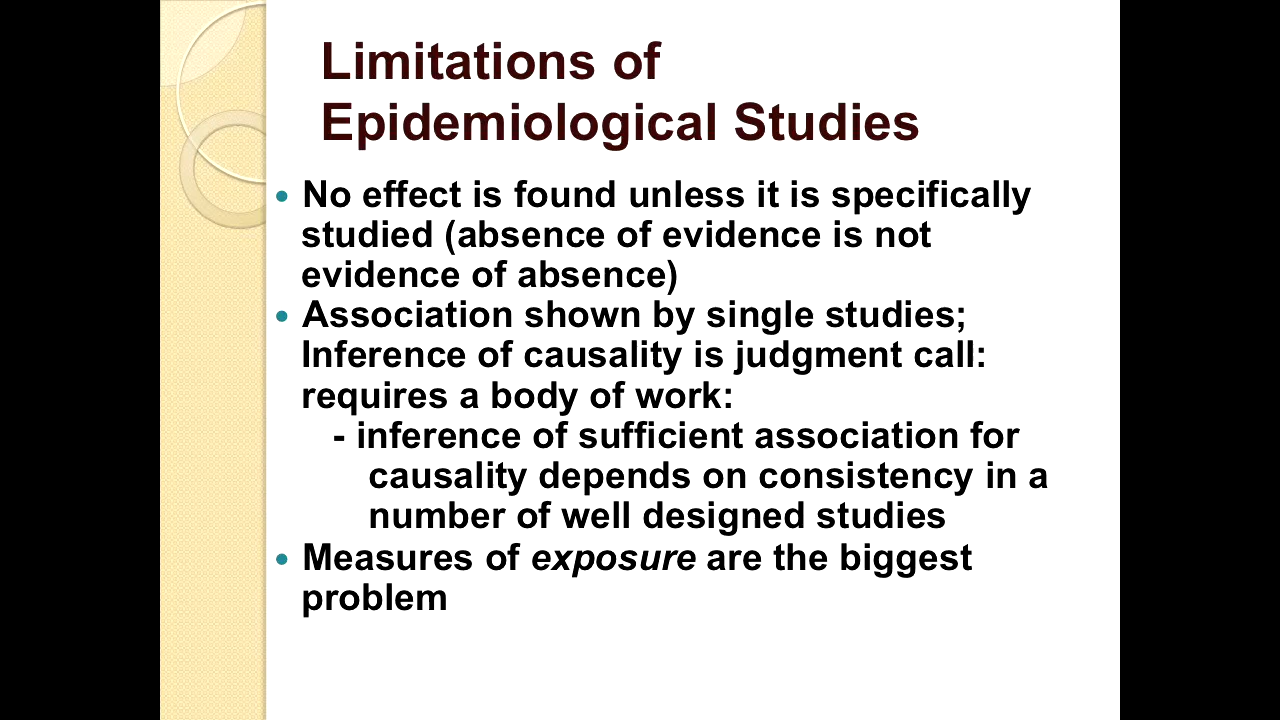 Limitations of
Epidemiological Studies
• No effect is found unless it is specifically
studied (absence of evidence is not
evidence of absence)
• Association shown by single studies;
Inference of causality is judgment call:
requires a body of work:
- inference of sufficient association for
causality depends on consistency in a
number of well designed studies
• Measures of exposure are the biggest
problem